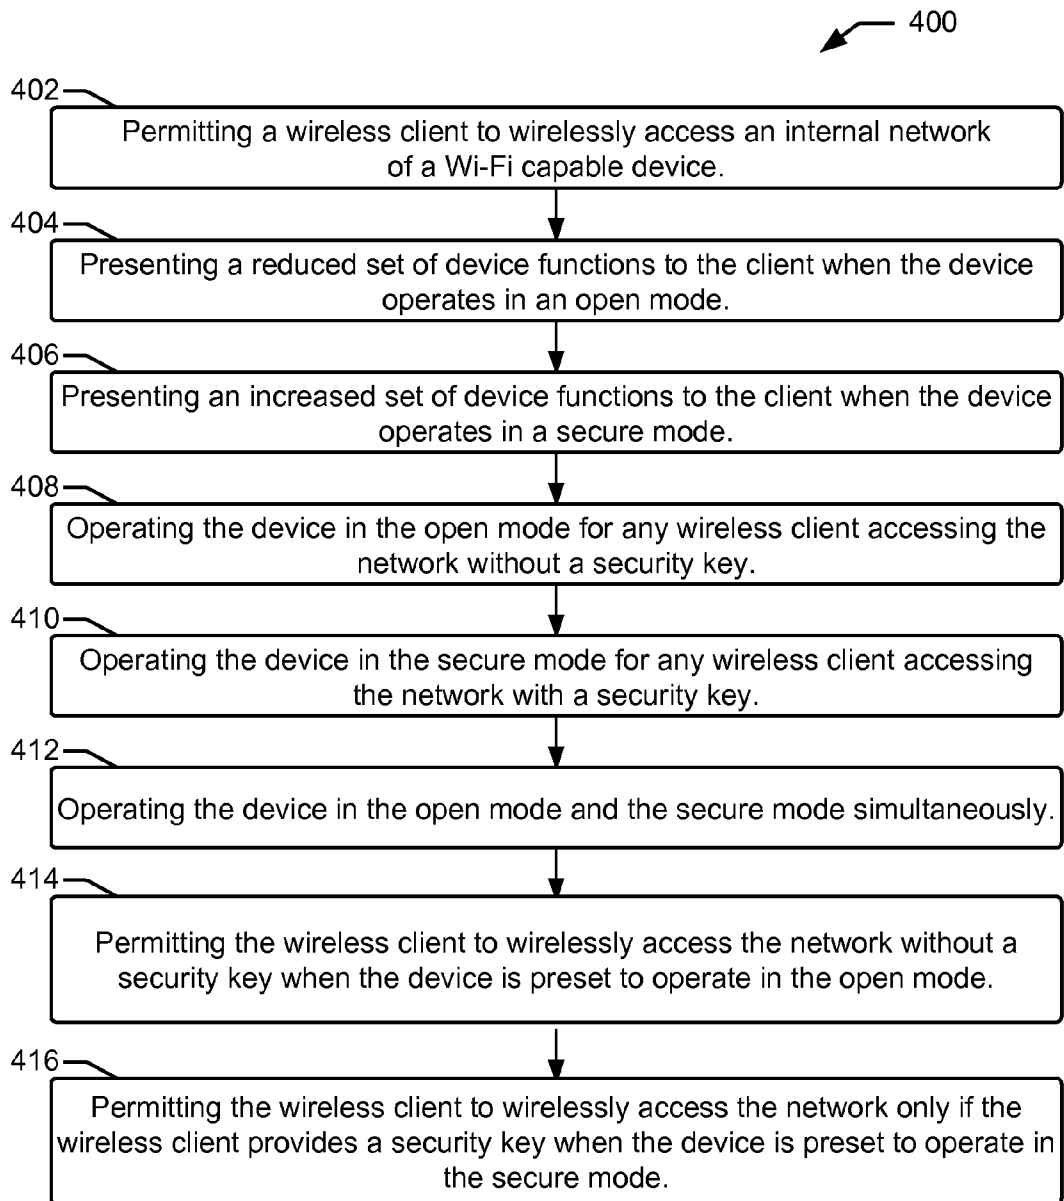 400
402
Permitting a wireless client to wirelessly access an internal network
of a Wi-Fi capable device.
404
Presenting a reduced set of device functions to the client when the device
operates in an open mode.
406
Presenting an increased set of device functions to the client when the device
operates in a secure mode.
408
Operating the device in the open mode for any wireless client accessing the
network without a security key.
410
Operating the device in the secure mode for any wireless client accessing
the network with a security key.
412
Operating the device in the open mode and the secure mode simultaneously.
414
Permitting the wireless client to wirelessly access the network without a
security key when the device is preset to operate in the open mode.
416
Permitting the wireless client to wirelessly access the network only if the
wireless client provides a security key when the device is preset to operate in
the secure mode.